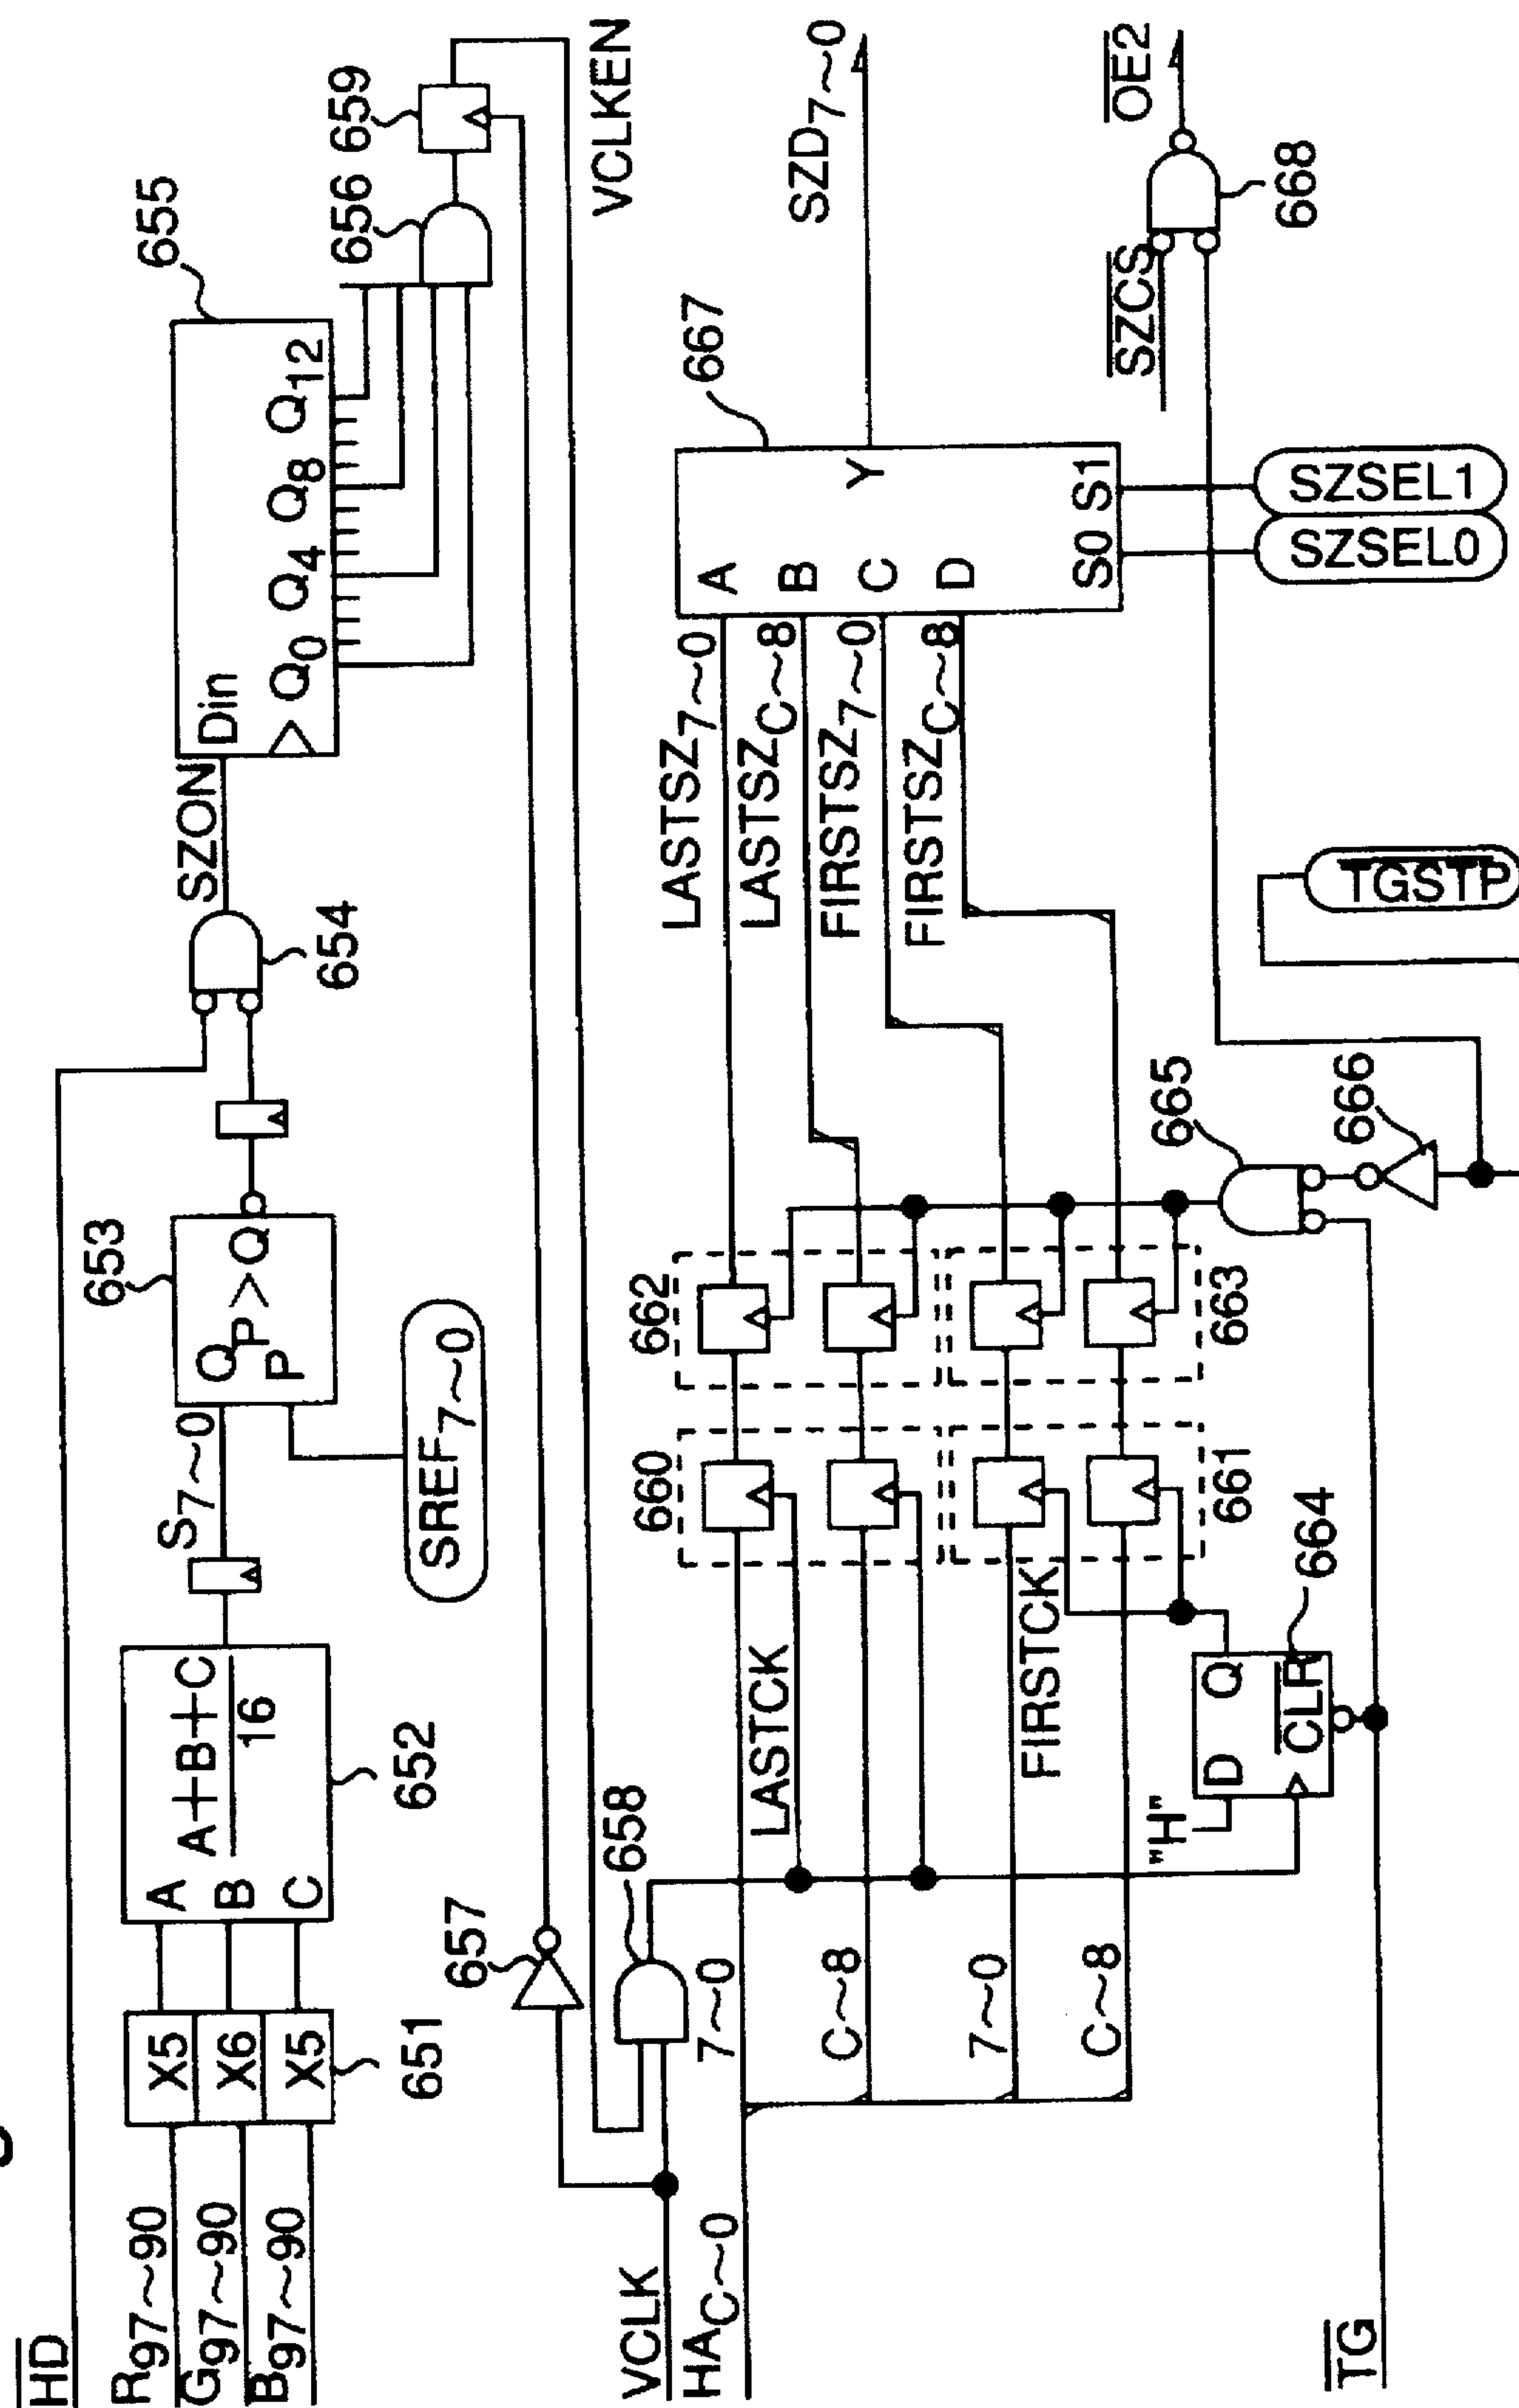 HD
R97~90
G97~90
B97~90
X5
X6
X5
651
A
B
C
A+B+C
16
652
S7~0
SREF7~0
653
Q
P
P>Q
654
SZON
655
Din
Q0
Q4
Q8
Q12
656
659
VCLKEN
VCLK
657
658
HAC~0
7~0
C~8
7~0
C~8
LASTCK
FIRSTCK
"H"
D
Q
CLR
664
660
661
662
663
665
666
TG
TGSTP
LASTSZ7~0
LASTSZC~8
FIRSTSZ7~0
FIRSTSZC~8
A
B
C
D
Y
S0
S1
667
SZSEL0
SZSEL1
SZD7~0
SZCS
668
OE2